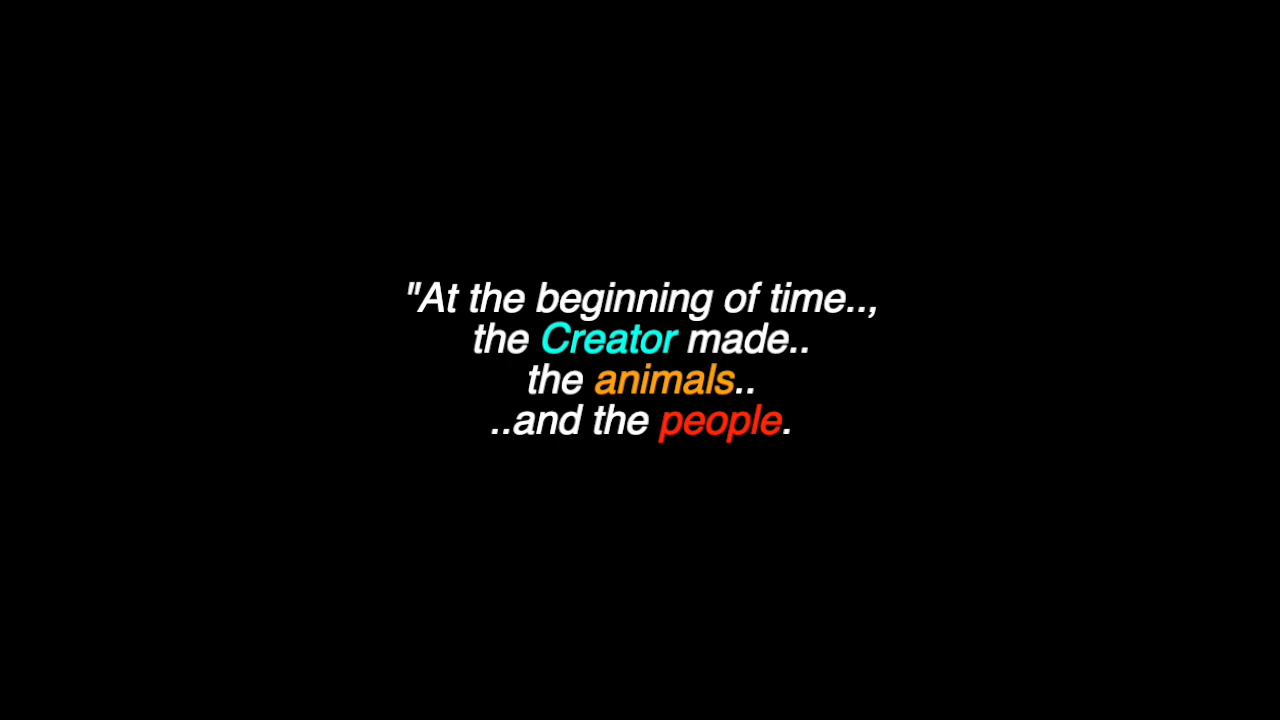 "At the beginning of time..,
the Creator made..
the animals..
..and the people.